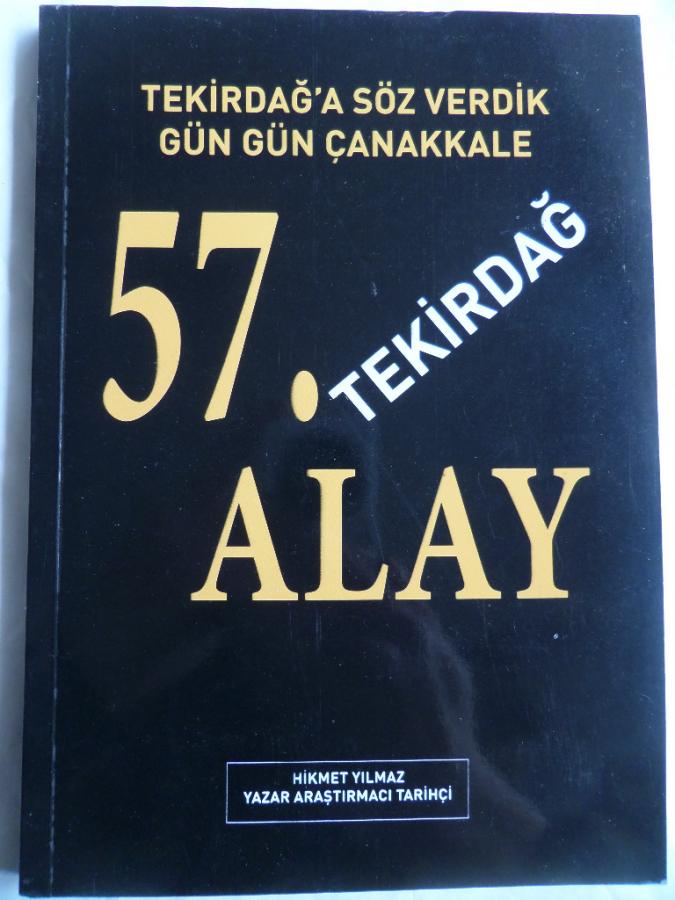 TEKİRDAĞ'A SÖZ VERDİK
GÜN GÜN ÇANAKKALE
57.
TEKİRDAĞ
ALAY
HİKMET YILMAZ
YAZAR ARAŞTIRMACI TARİHÇİ